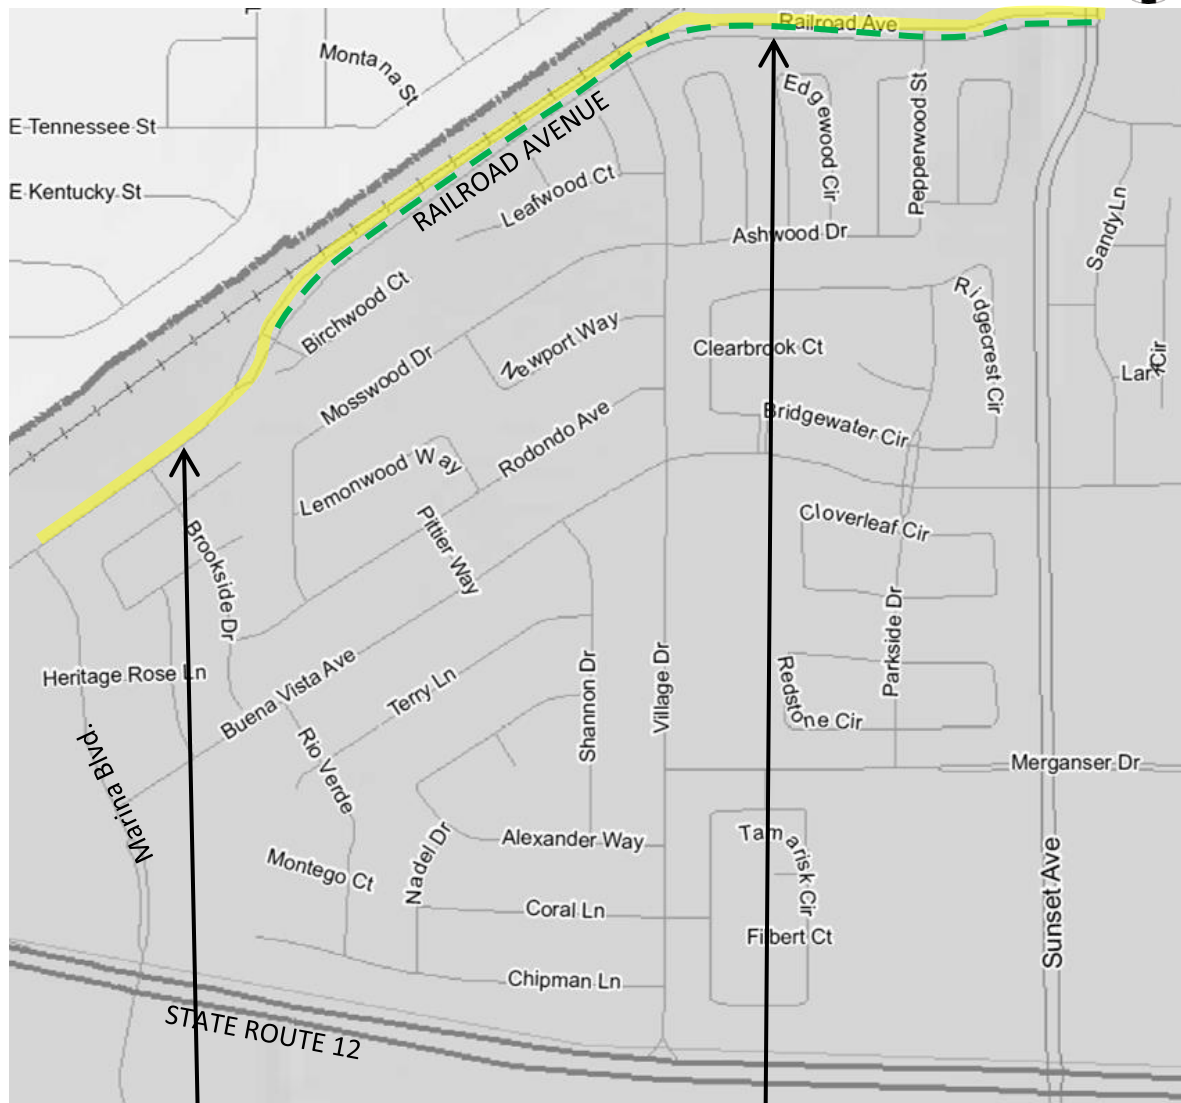 Railroad Ave
Montana St
E Tennessee St
E Kentucky St
RAILROAD AVENUE
Edgewood Cir
Pepperwood St
Leafwood Ct
Ashwood Dr
Sandy Ln
Birchwood Ct
Ridgecrest Cir
Newport Way
Clearbrook Ct
Mosswood Dr
Lark Cir
Bridgewater Cir
Rodondo Ave
Lemonwood Way
Cloverleaf Cir
Pittier Way
Brookside Dr
Parkside Dr
Heritage Rose Ln
Buena Vista Ave
Terry Ln
Shannon Dr
Village Dr
Redstone Cir
Marina Blvd.
Rio Verde
Merganser Dr
Alexander Way
Tamarisk Cir
Nadel Dr
Montego Ct
Coral Ln
Filbert Ct
Sunset Ave
Chipman Ln
STATE ROUTE 12